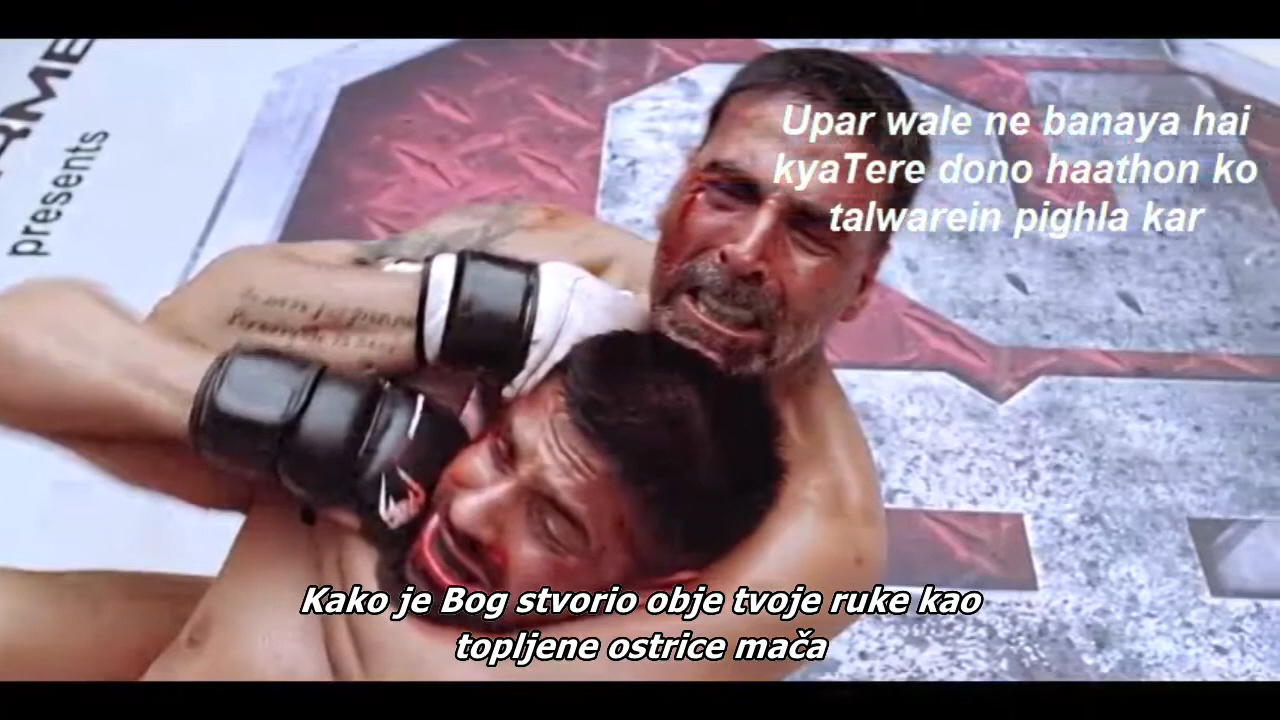 presents
Upar wale ne banaya hai
kyaTere dono haathon ko
talwarein pighla kar
Kako je Bog stvorio obje tvoje ruke kao
topljene ostrice mača